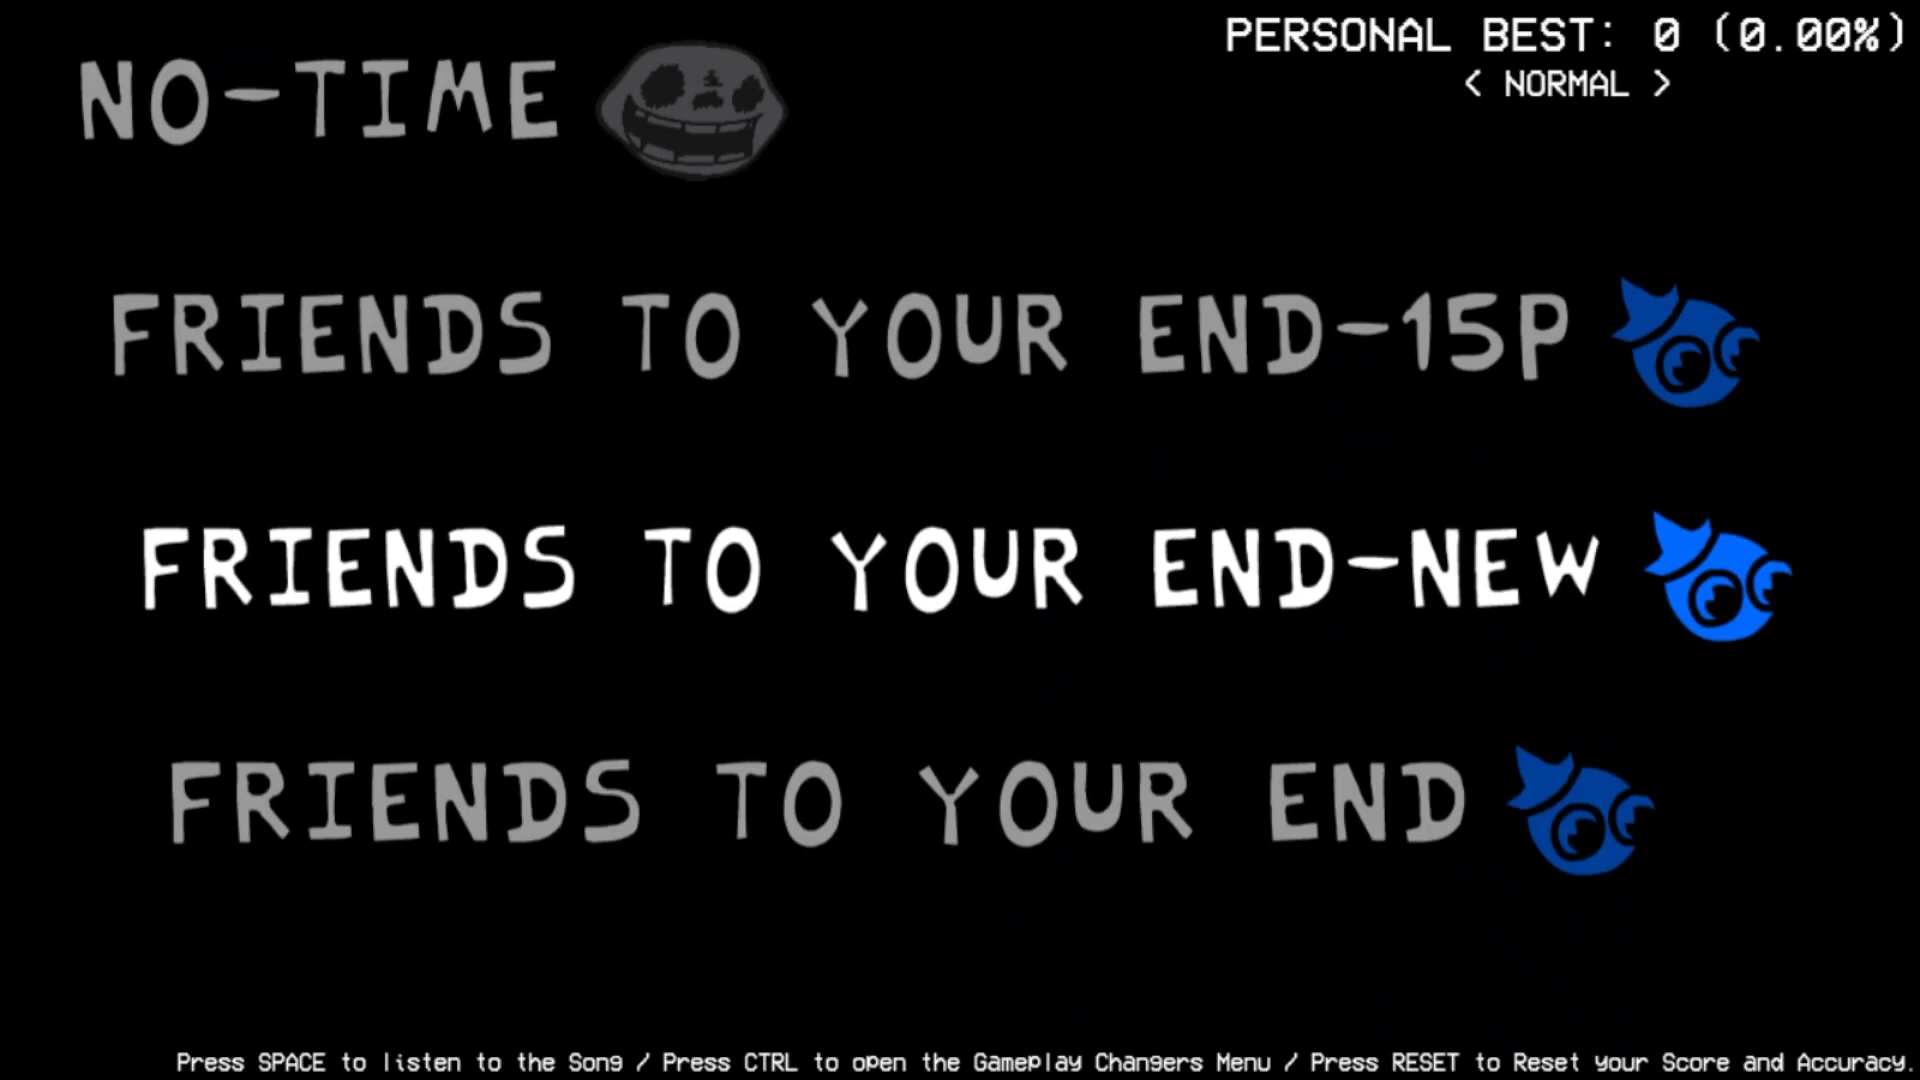 PERSONAL BEST: 0 (0.00%)
< NORMAL >
NO-TIME
FRIENDS TO YOUR END-15P
FRIENDS TO YOUR END-NEW
FRIENDS TO YOUR END
Press SPACE to listen to the Song / Press CTRL to open the Gameplay Changers Menu / Press RESET to Reset your Score and Accuracy.